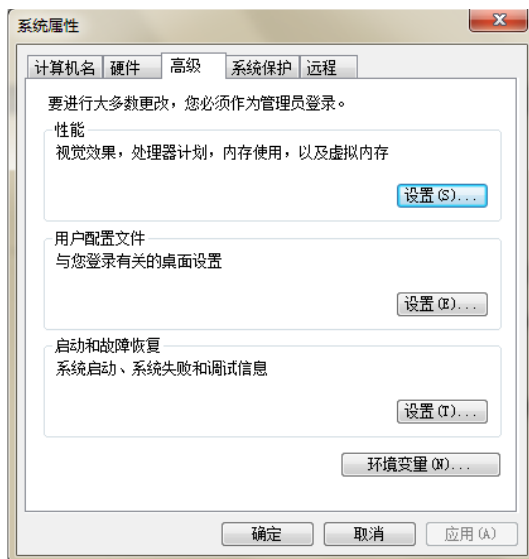 系统属性
计算机名 硬件 高级 系统保护 远程
要进行大多数更改，您必须作为管理员登录。
性能
视觉效果，处理器计划，内存使用，以及虚拟内存
设置(S)...
用户配置文件
与您登录有关的桌面设置
设置(E)...
启动和故障恢复
系统启动、系统失败和调试信息
设置(T)...
环境变量(N)...
确定 取消 应用(A)